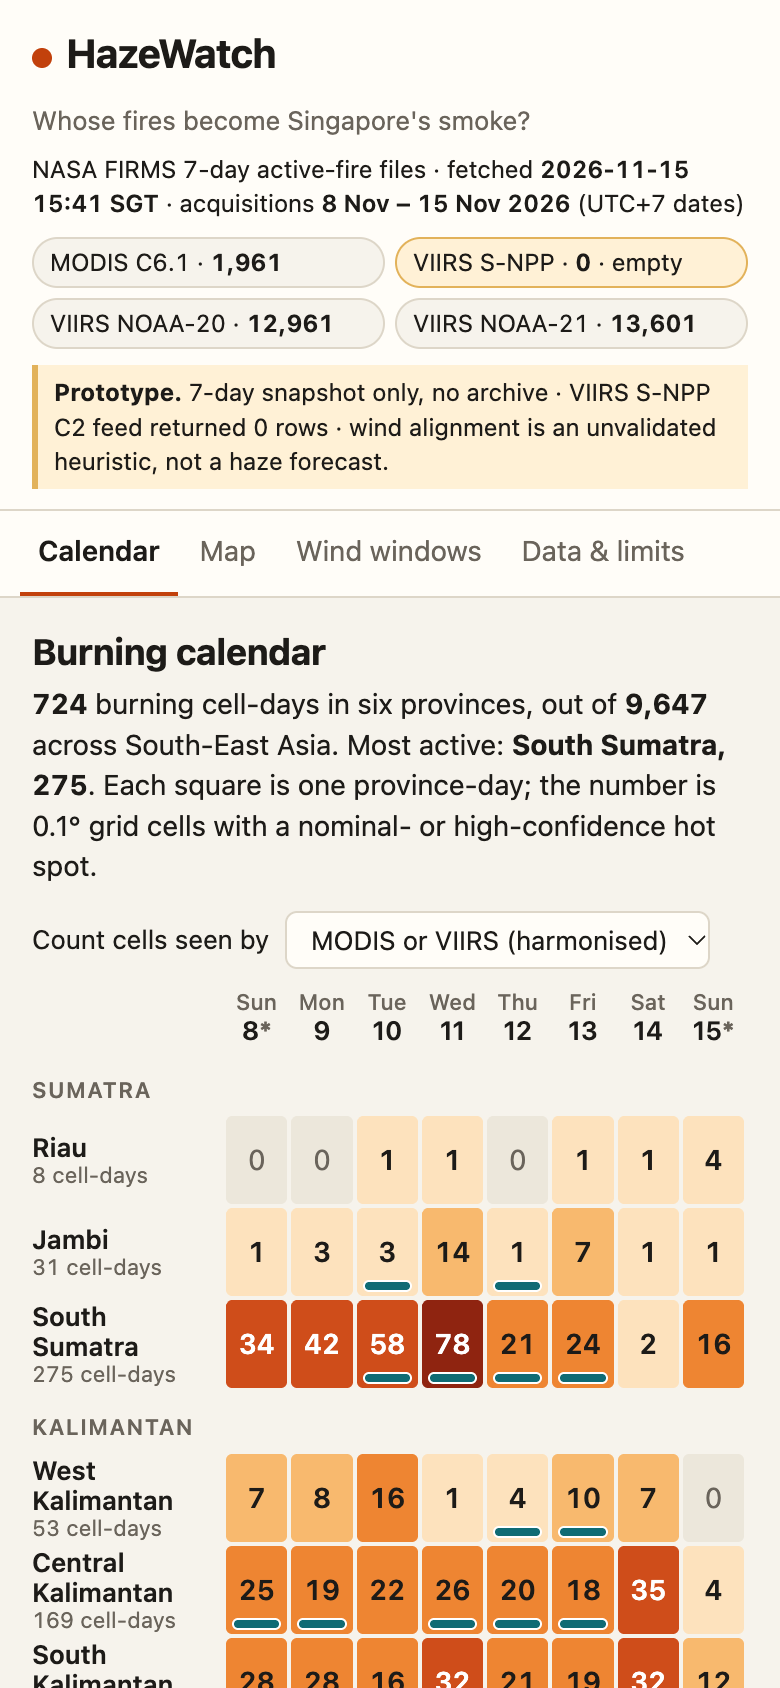 HazeWatch
Whose fires become Singapore's smoke?
NASA FIRMS 7-day active-fire files · fetched 2026-11-15
15:41 SGT · acquisitions 8 Nov – 15 Nov 2026 (UTC+7 dates)
MODIS C6.1 · 1,961
VIIRS S-NPP · 0 · empty
VIIRS NOAA-20 · 12,961
VIIRS NOAA-21 · 13,601
Prototype. 7-day snapshot only, no archive · VIIRS S-NPP
C2 feed returned 0 rows · wind alignment is an unvalidated
heuristic, not a haze forecast.
Calendar Map Wind windows Data & limits
Burning calendar
724 burning cell-days in six provinces, out of 9,647
across South-East Asia. Most active: South Sumatra,
275. Each square is one province-day; the number is
0.1° grid cells with a nominal- or high-confidence hot
spot.
Count cells seen by MODIS or VIIRS (harmonised)
Sun Mon Tue Wed Thu Fri Sat Sun
8* 9 10 11 12 13 14 15*
SUMATRA
Riau
8 cell-days
0 0 1 1 0 1 1 4
Jambi
31 cell-days
1 3 3 14 1 7 1 1
South
Sumatra
275 cell-days
34 42 58 78 21 24 2 16
KALIMANTAN
West
Kalimantan
53 cell-days
7 8 16 1 4 10 7 0
Central
Kalimantan
169 cell-days
25 19 22 26 20 18 35 4
South
Kalimantan
28 28 16 32 21 19 32 12